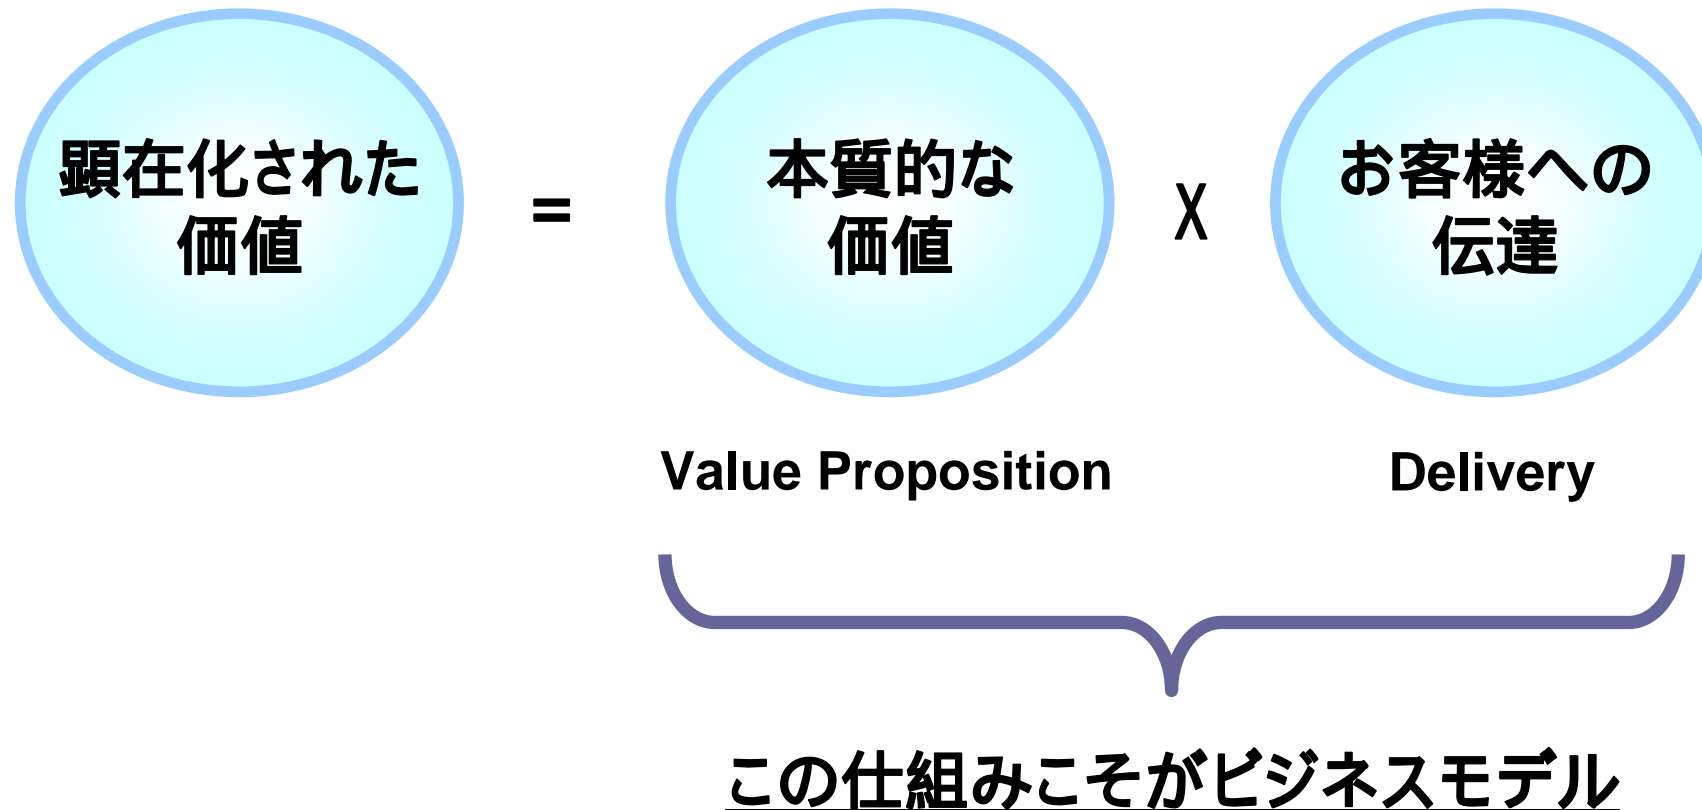 顕在化された
価値
=
本質的な
価値
X
お客様への
伝達
Value Proposition
Delivery
この仕組みこそがビジネスモデル